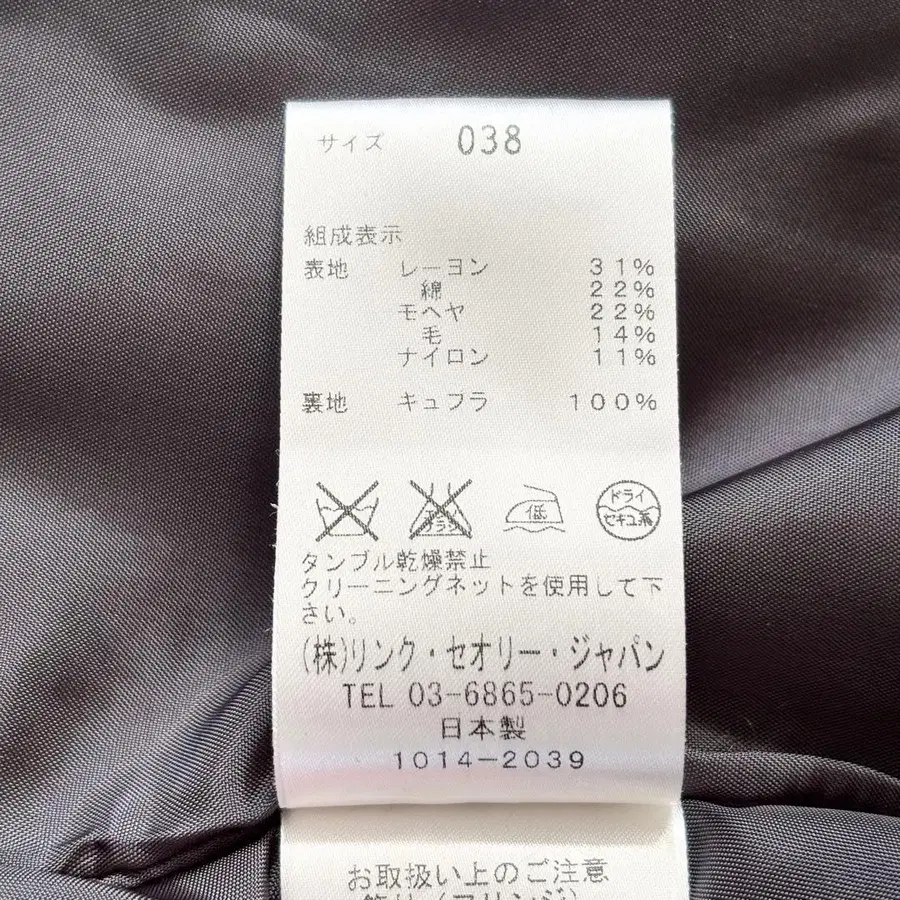 サイズ 038
組成表示
表地 レーヨン 31%
綿 22%
モヘヤ 22%
毛 14%
ナイロン 11%
裏地 キュプラ 100%
低 ドライ
セキユ系
タンブル乾燥禁止
クリーニングネットを使用して下
さい。
(株)リンク・セオリー・ジャパン
TEL 03-6865-0206
日本製
1014-2039
お取扱い上のご注意